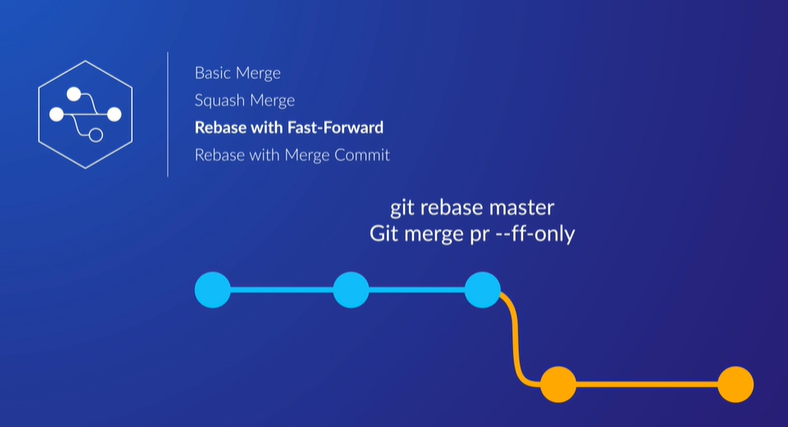 Basic Merge
Squash Merge
Rebase with Fast-Forward
Rebase with Merge Commit
git rebase master
Git merge pr --ff-only